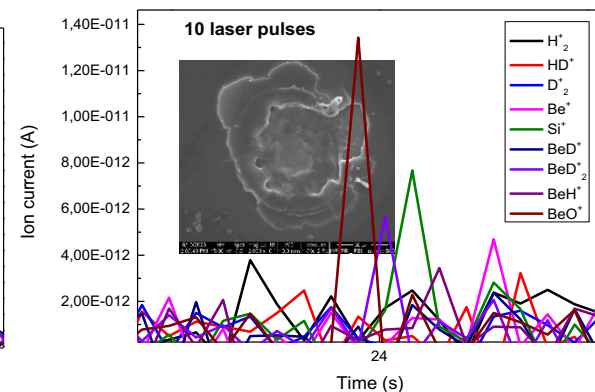 10 laser pulses
1,40E-011
1,20E-011
1,00E-011
8,00E-012
6,00E-012
4,00E-012
2,00E-012
Ion current (A)
24
Time (s)
H⁺₂
HD⁺
D⁺₂
Be⁺
Si⁺
BeD⁺
BeD⁺₂
BeH⁺
BeO⁺